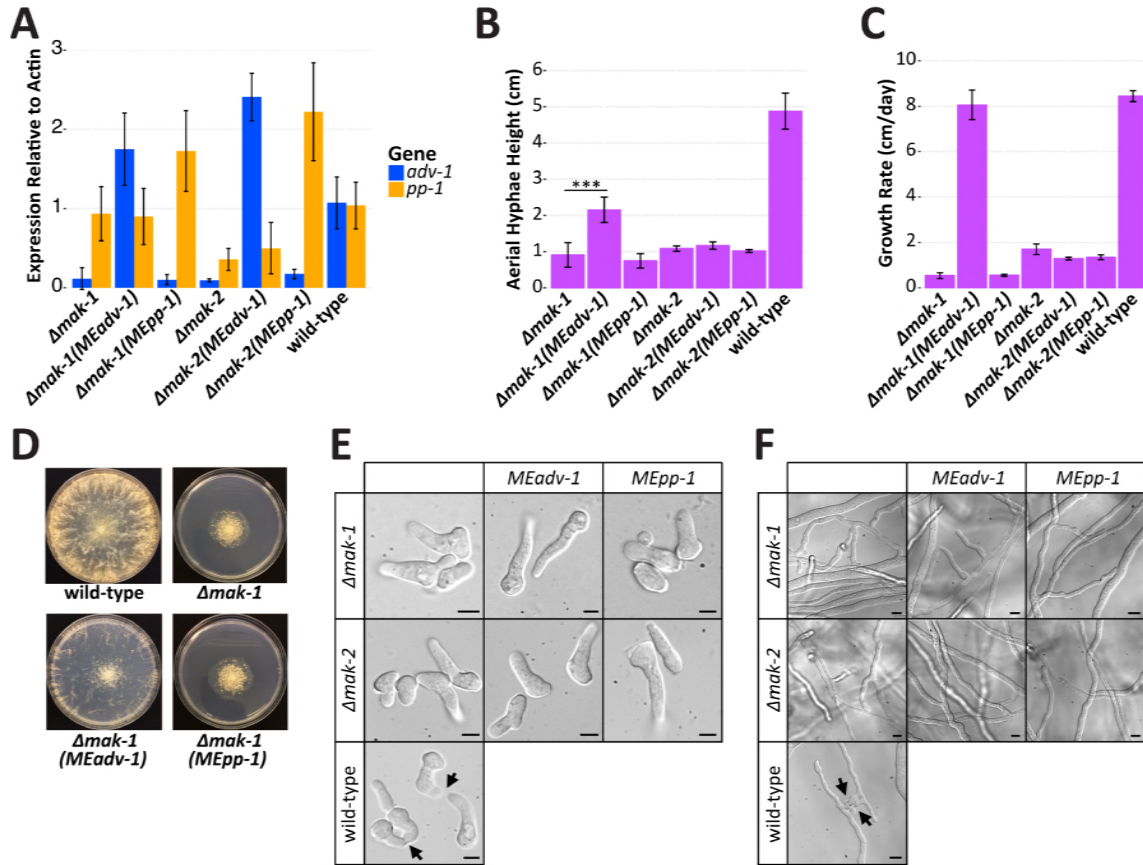 A
Expression Relative to Actin
3
2
1
0
Δmak-1
Δmak-1(MEadv-1)
Δmak-1(MEpp-1)
Δmak-2
Δmak-2(MEadv-1)
Δmak-2(MEpp-1)
wild-type
Gene
adv-1
pp-1
B
Aerial Hyphae Height (cm)
6
5
4
3
2
1
0
***
Δmak-1
Δmak-1(MEadv-1)
Δmak-1(MEpp-1)
Δmak-2
Δmak-2(MEadv-1)
Δmak-2(MEpp-1)
wild-type
C
Growth Rate (cm/day)
10
8
6
4
2
0
Δmak-1
Δmak-1(MEadv-1)
Δmak-1(MEpp-1)
Δmak-2
Δmak-2(MEadv-1)
Δmak-2(MEpp-1)
wild-type
D
wild-type
Δmak-1
Δmak-1
(MEadv-1)
Δmak-1
(MEpp-1)
E
MEadv-1
MEpp-1
Δmak-1
Δmak-2
wild-type
F
MEadv-1
MEpp-1
Δmak-1
Δmak-2
wild-type